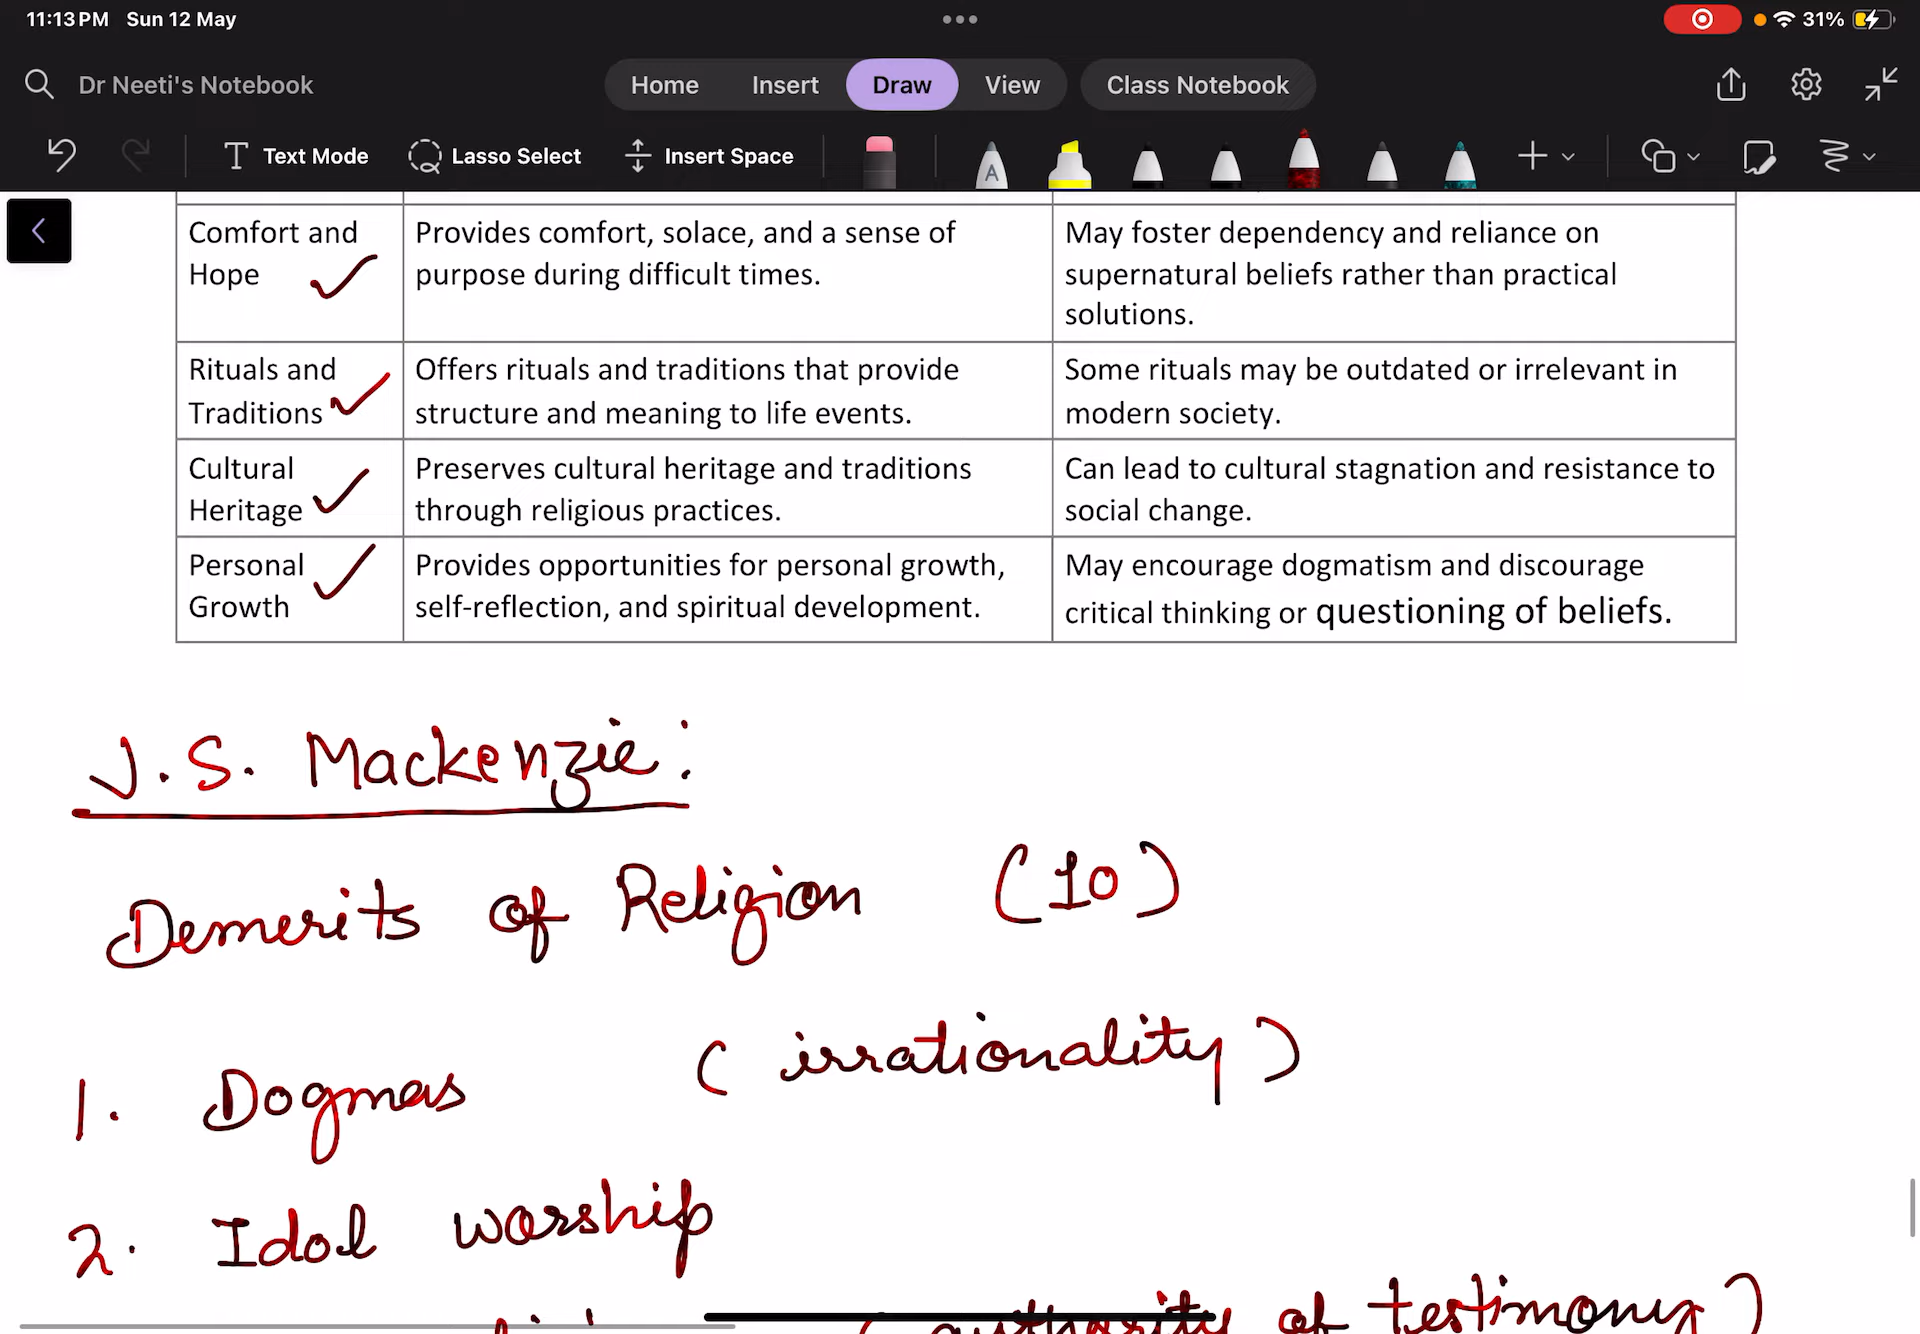 11:13 PM Sun 12 May
31%
Dr Neeti's Notebook
Home Insert Draw View Class Notebook
Text Mode Lasso Select Insert Space
A
Comfort and
Hope
Provides comfort, solace, and a sense of
purpose during difficult times.
May foster dependency and reliance on
supernatural beliefs rather than practical
solutions.
Rituals and
Traditions
Offers rituals and traditions that provide
structure and meaning to life events.
Some rituals may be outdated or irrelevant in
modern society.
Cultural
Heritage
Preserves cultural heritage and traditions
through religious practices.
Can lead to cultural stagnation and resistance to
social change.
Personal
Growth
Provides opportunities for personal growth,
self-reflection, and spiritual development.
May encourage dogmatism and discourage
critical thinking or questioning of beliefs.
J.S. Mackenzie:
Demerits of Religion (10)
1. Dogmas (irrationality)
2. Idol worship
(authority of testimony)